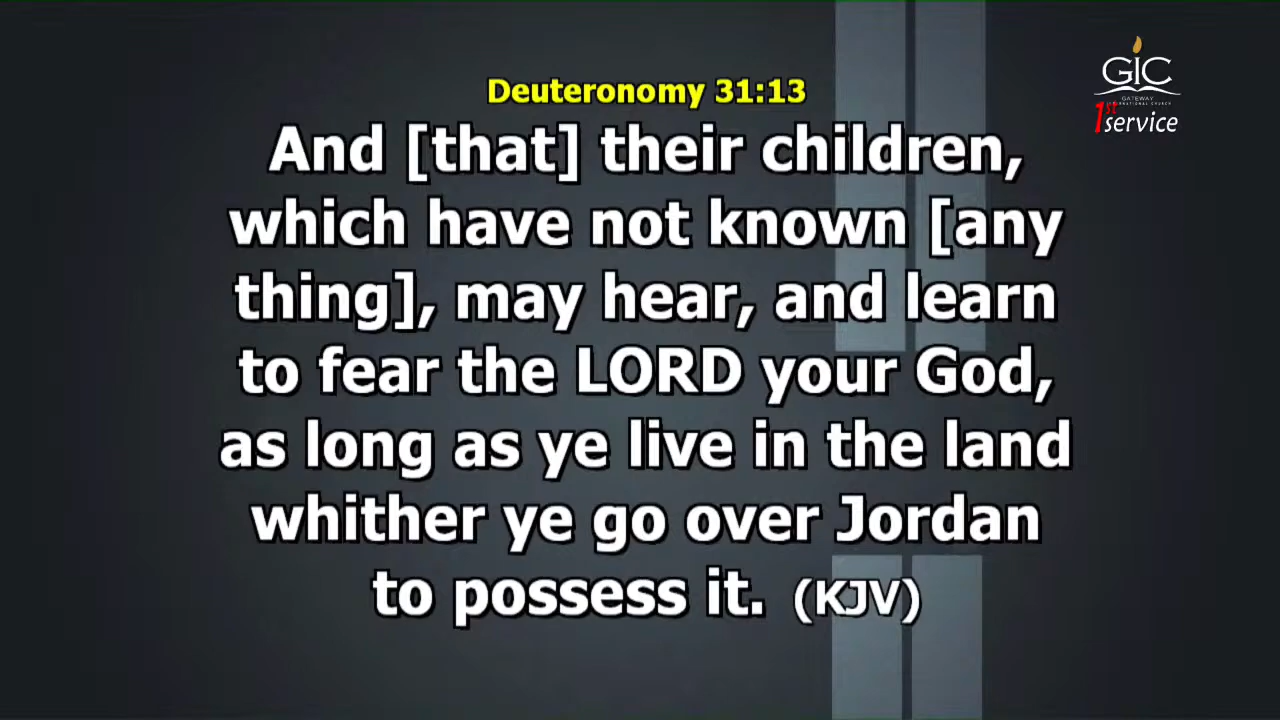 GIC
GATEWAY
INTERNATIONAL CHURCH
1st service
Deuteronomy 31:13
And [that] their children,
which have not known [any
thing], may hear, and learn
to fear the LORD your God,
as long as ye live in the land
whither ye go over Jordan
to possess it. (KJV)